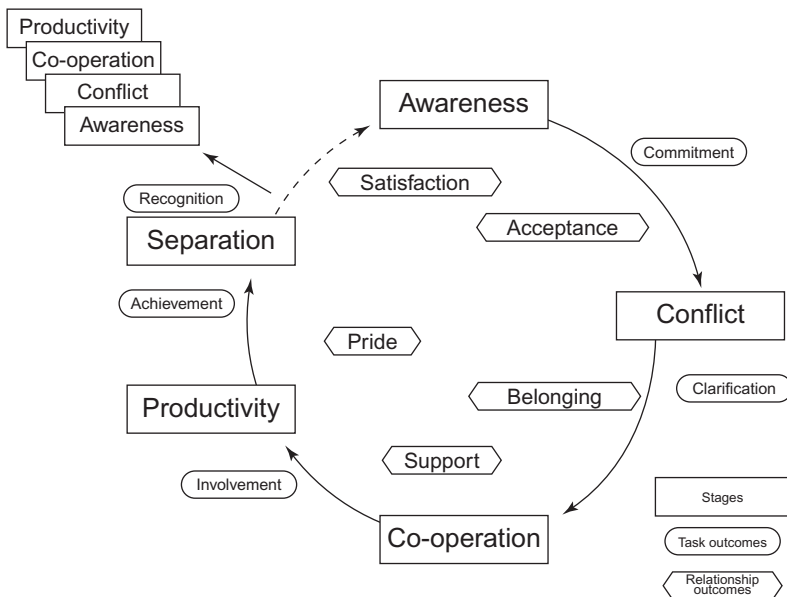 Productivity
Co-operation
Conflict
Awareness
Awareness
Commitment
Satisfaction
Recognition
Acceptance
Separation
Achievement
Conflict
Pride
Clarification
Belonging
Productivity
Support
Involvement
Stages
Co-operation
Task outcomes
Relationship
outcomes